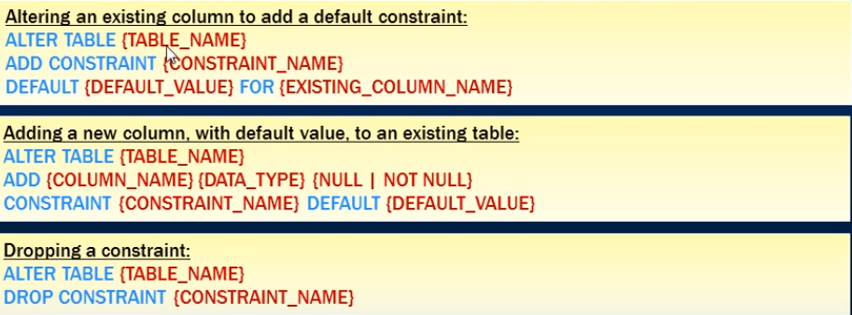 Altering an existing column to add a default constraint:
ALTER TABLE {TABLE_NAME}
ADD CONSTRAINT {CONSTRAINT_NAME}
DEFAULT {DEFAULT_VALUE} FOR {EXISTING_COLUMN_NAME}
Adding a new column, with default value, to an existing table:
ALTER TABLE {TABLE_NAME}
ADD {COLUMN_NAME} {DATA_TYPE} {NULL | NOT NULL}
CONSTRAINT {CONSTRAINT_NAME} DEFAULT {DEFAULT_VALUE}
Dropping a constraint:
ALTER TABLE {TABLE_NAME}
DROP CONSTRAINT {CONSTRAINT_NAME}